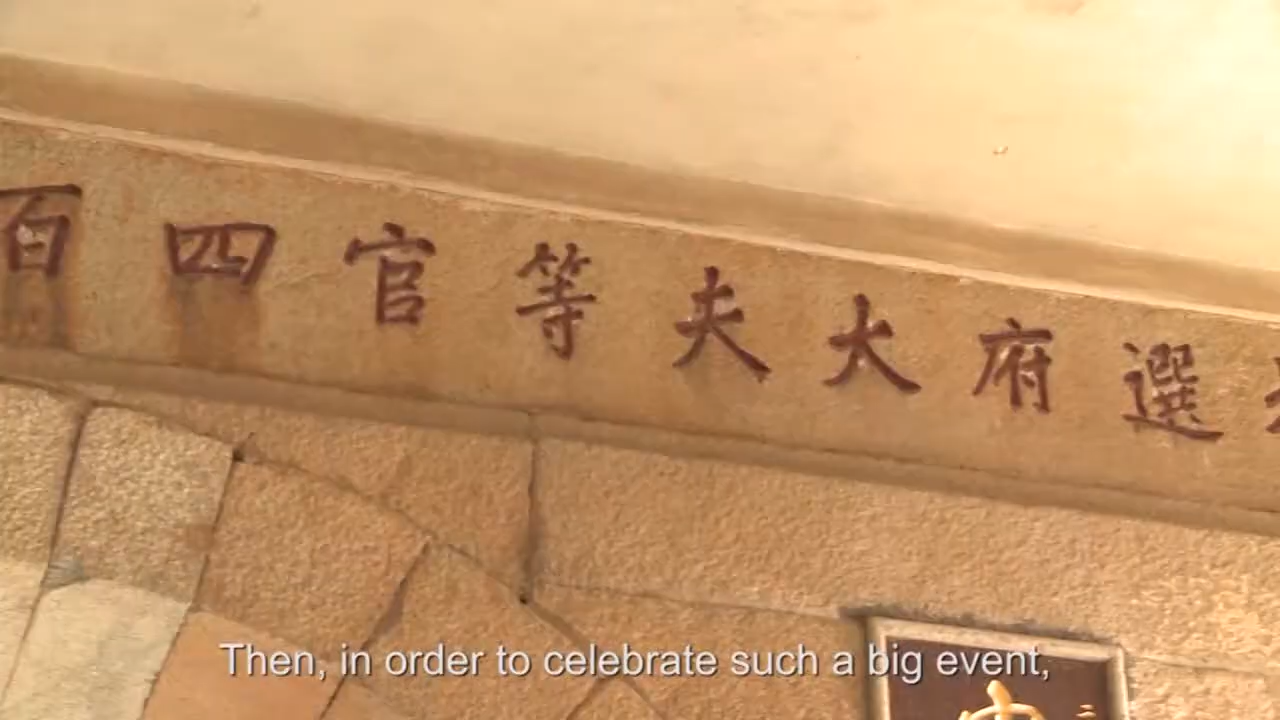 選府大夫等官四百
Then, in order to celebrate such a big event,